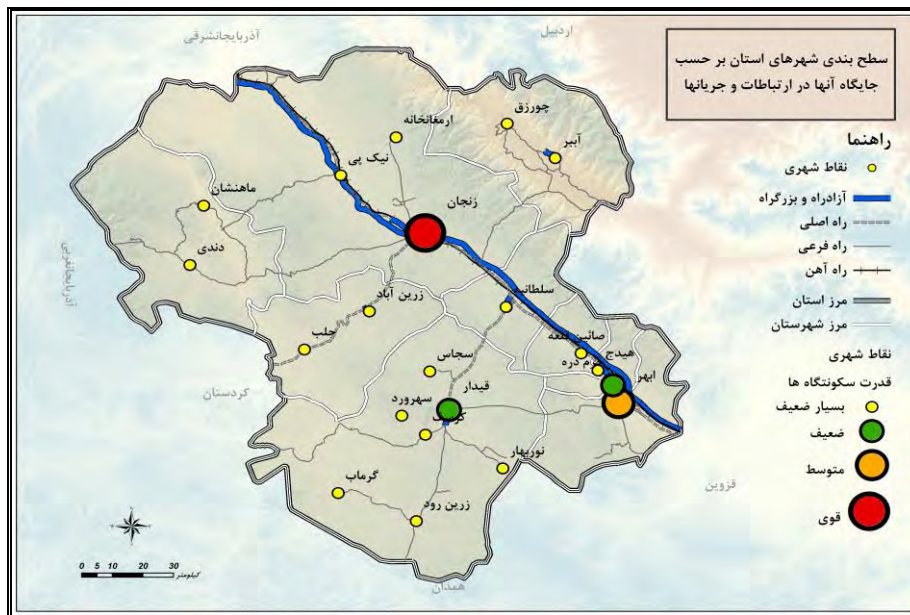 سطح بندی شهرهای استان بر حسب
جایگاه آنها در ارتباطات و جریانها
راهنما
نقاط شهری
آزادراه و بزرگراه
راه اصلی
راه فرعی
راه آهن
مرز استان
مرز شهرستان
نقاط شهری
قدرت سکونتگاه ها
بسیار ضعیف
ضعیف
متوسط
قوی
آذربایجانشرقی
اردبیل
چورزق
ارمغانخانه
آبیر
نیک پی
ماهنشان
زنجان
دندی
آذربایجانغربی
سلطانیه
زرین آباد
صائین قلعه
حلب
هیدج
خرم دره
ابهر
سجاس
قیدار
کردستان
سهرورد
نوربهار
قزوین
گرماب
زرین رود
همدان
0 5 10 20 30
کیلومتر